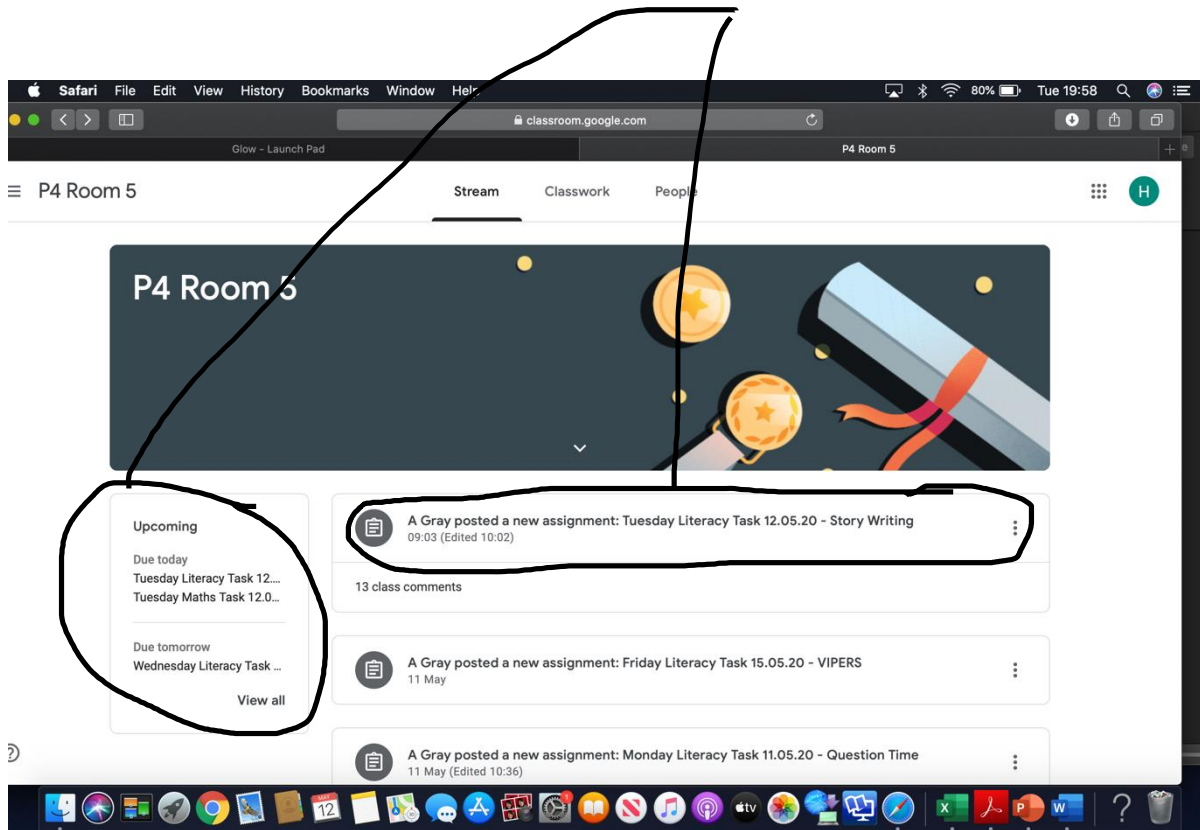 Safari File Edit View History Bookmarks Window Help 80% Tue 19:58
classroom.google.com
Glow - Launch Pad P4 Room 5
P4 Room 5 Stream Classwork People H
P4 Room 5
Upcoming
Due today
Tuesday Literacy Task 12....
Tuesday Maths Task 12.0...
Due tomorrow
Wednesday Literacy Task ...
View all
A Gray posted a new assignment: Tuesday Literacy Task 12.05.20 - Story Writing
09:03 (Edited 10:02)
13 class comments
A Gray posted a new assignment: Friday Literacy Task 15.05.20 - VIPERS
11 May
A Gray posted a new assignment: Monday Literacy Task 11.05.20 - Question Time
11 May (Edited 10:36)
MAY
12
tv
X
P
W